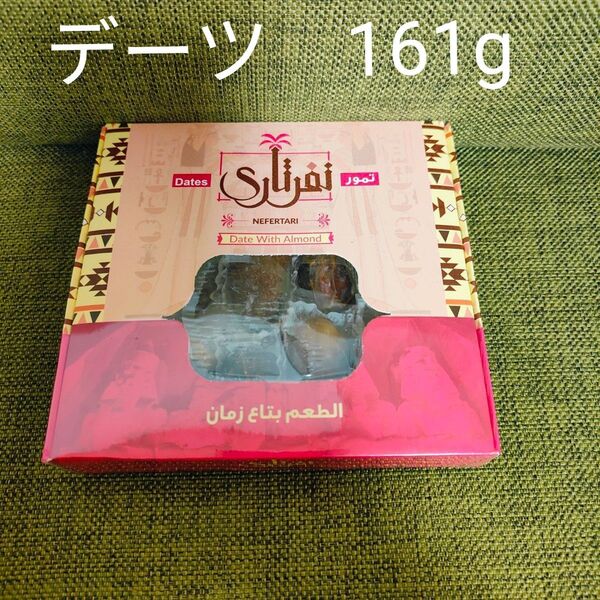 デーツ 161g
Dates نفرتاري تمور
NEFERTARI
Date With Almond
الطعم بتاع زمان